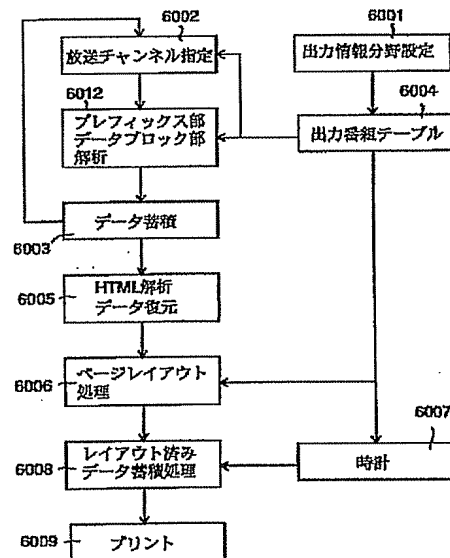 6002
放送チャンネル指定
6001
出力情報分野設定
6012
プレフィックス部
データブロック部
解析
6004
出力番組テーブル
データ蓄積
6003
HTML解析
データ復元
6005
ページレイアウト
処理
6006
6007
時計
レイアウト済み
データ蓄積処理
6008
プリント
6009